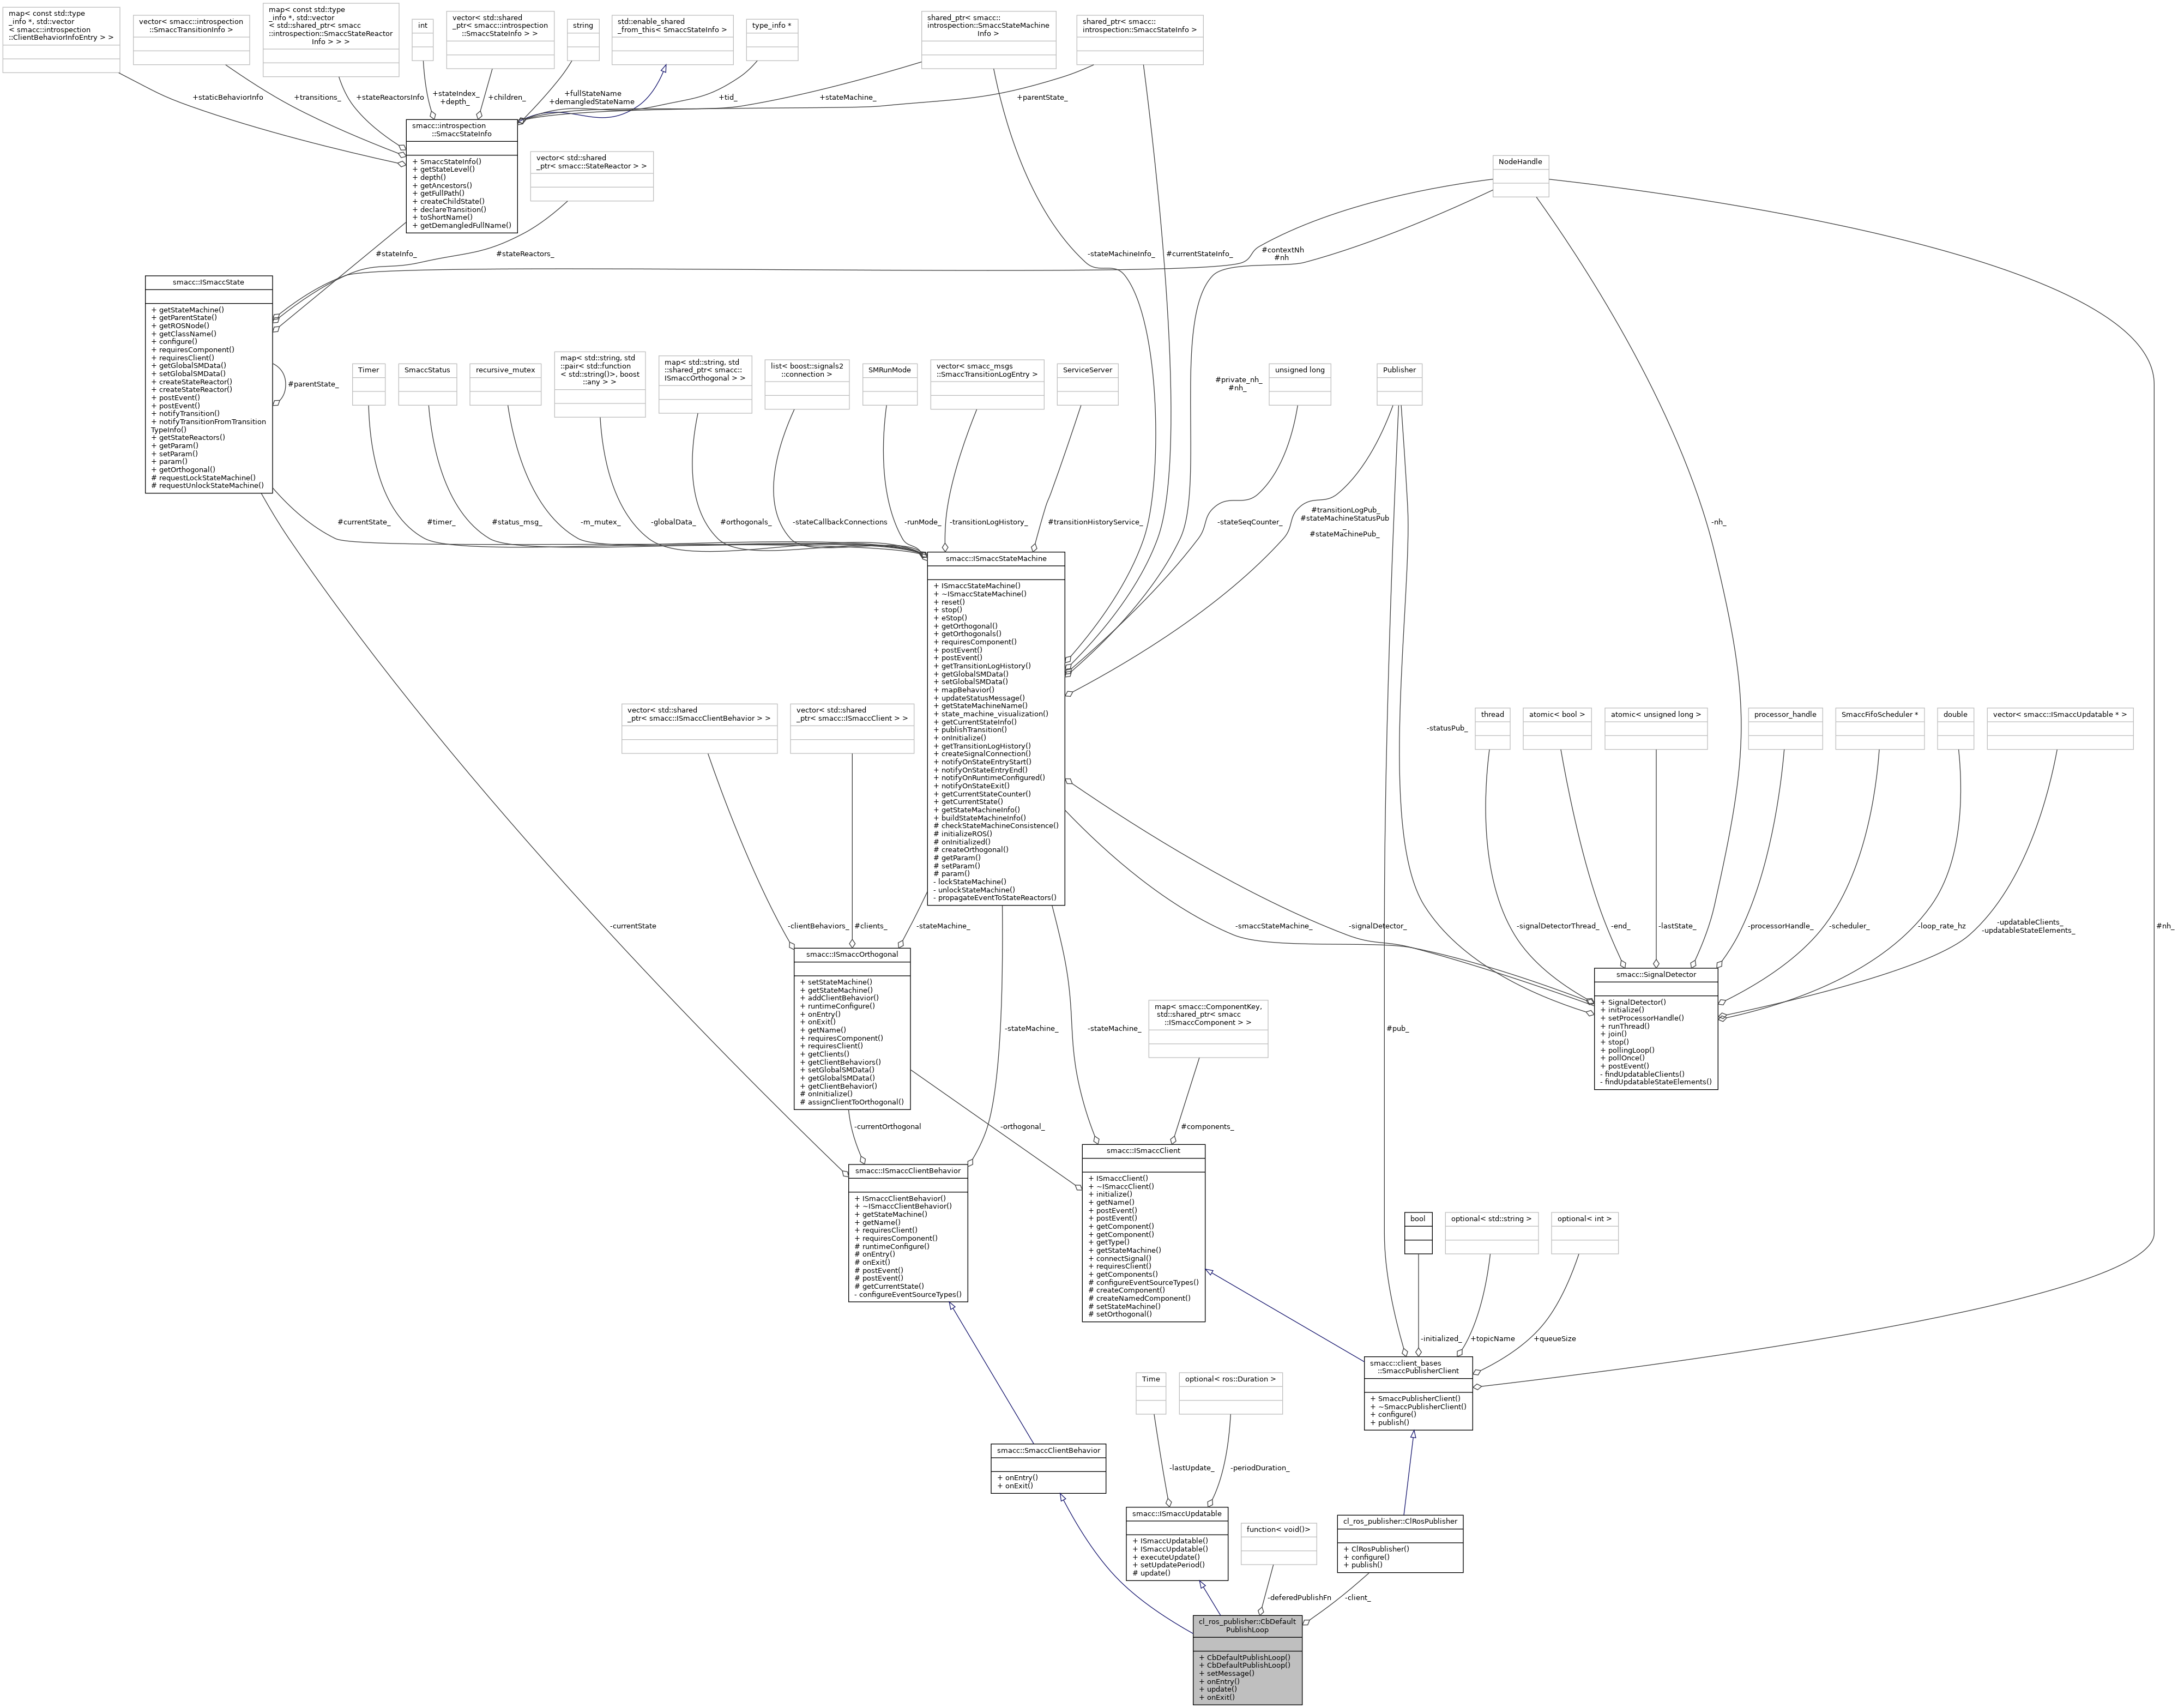 map< const std::type
_info *, std::vector
< smacc::introspection
::ClientBehaviorInfoEntry > >
vector< smacc::introspection
::SmaccTransitionInfo >
map< const std::type
_info *, std::vector
< std::shared_ptr< smacc
::introspection::SmaccStateReactor
Info > > >
int
vector< std::shared
_ptr< smacc::introspection
::SmaccStateInfo > >
string
std::enable_shared
_from_this< SmaccStateInfo >
type_info *
shared_ptr< smacc::
introspection::SmaccStateMachine
Info >
shared_ptr< smacc::
introspection::SmaccStateInfo >
+staticBehaviorInfo
+transitions_
+stateReactorsInfo
+stateIndex_
+depth_
+children_
+fullStateName
+demangledStateName
+tid_
+stateMachine_
+parentState_
smacc::introspection
::SmaccStateInfo
+ SmaccStateInfo()
+ getStateLevel()
+ depth()
+ getAncestors()
+ getFullPath()
+ createChildState()
+ declareTransition()
+ toShortName()
+ getDemangledFullName()
vector< std::shared
_ptr< smacc::StateReactor > >
NodeHandle
#stateInfo_
#stateReactors_
-stateMachineInfo_
#currentStateInfo_
#contextNh
#nh
smacc::ISmaccState
+ getStateMachine()
+ getParentState()
+ getROSNode()
+ getClassName()
+ configure()
+ requiresComponent()
+ requiresClient()
+ getGlobalSMData()
+ setGlobalSMData()
+ createStateReactor()
+ createStateReactor()
+ postEvent()
+ postEvent()
+ notifyTransition()
+ notifyTransitionFromTransition
TypeInfo()
+ getStateReactors()
+ getParam()
+ setParam()
+ param()
+ getOrthogonal()
# requestLockStateMachine()
# requestUnlockStateMachine()
#parentState_
Timer
SmaccStatus
recursive_mutex
map< std::string, std
::pair< std::function
< std::string()>, boost
::any > >
map< std::string, std
::shared_ptr< smacc::
ISmaccOrthogonal > >
list< boost::signals2
::connection >
SMRunMode
vector< smacc_msgs
::SmaccTransitionLogEntry >
ServiceServer
#private_nh_
#nh_
unsigned long
Publisher
#currentState_
#timer_
#status_msg_
-m_mutex_
-globalData_
#orthogonals_
-stateCallbackConnections
-runMode_
-transitionLogHistory_
#transitionHistoryService_
-stateSeqCounter_
#transitionLogPub_
#stateMachineStatusPub
_
#stateMachinePub_
-nh_
smacc::ISmaccStateMachine
+ ISmaccStateMachine()
+ ~ISmaccStateMachine()
+ reset()
+ stop()
+ eStop()
+ getOrthogonal()
+ getOrthogonals()
+ requiresComponent()
+ postEvent()
+ postEvent()
+ getTransitionLogHistory()
+ getGlobalSMData()
+ setGlobalSMData()
+ mapBehavior()
+ updateStatusMessage()
+ getStateMachineName()
+ state_machine_visualization()
+ getCurrentStateInfo()
+ publishTransition()
+ onInitialize()
+ getTransitionLogHistory()
+ createSignalConnection()
+ notifyOnStateEntryStart()
+ notifyOnStateEntryEnd()
+ notifyOnRuntimeConfigured()
+ notifyOnStateExit()
+ getCurrentStateCounter()
+ getCurrentState()
+ getStateMachineInfo()
+ buildStateMachineInfo()
# checkStateMachineConsistence()
# initializeROS()
# onInitialized()
# createOrthogonal()
# getParam()
# setParam()
# param()
- lockStateMachine()
- unlockStateMachine()
- propagateEventToStateReactors()
vector< std::shared
_ptr< smacc::ISmaccClientBehavior > >
vector< std::shared
_ptr< smacc::ISmaccClient > >
-statusPub_
thread
atomic< bool >
atomic< unsigned long >
processor_handle
SmaccFifoScheduler *
double
vector< smacc::ISmaccUpdatable * >
-currentState
-clientBehaviors_
#clients_
-stateMachine_
-smaccStateMachine_
-signalDetector_
-signalDetectorThread_
-end_
-lastState_
-processorHandle_
-scheduler_
-loop_rate_hz
-updatableClients_
-updatableStateElements_
#nh_
smacc::ISmaccOrthogonal
+ setStateMachine()
+ getStateMachine()
+ addClientBehavior()
+ runtimeConfigure()
+ onEntry()
+ onExit()
+ getName()
+ requiresComponent()
+ requiresClient()
+ getClients()
+ getClientBehaviors()
+ setGlobalSMData()
+ getGlobalSMData()
+ getClientBehavior()
# onInitialize()
# assignClientToOrthogonal()
smacc::SignalDetector
+ SignalDetector()
+ initialize()
+ setProcessorHandle()
+ runThread()
+ join()
+ stop()
+ pollingLoop()
+ pollOnce()
+ postEvent()
- findUpdatableClients()
- findUpdatableStateElements()
map< smacc::ComponentKey,
std::shared_ptr< smacc
::ISmaccComponent > >
-stateMachine_
-stateMachine_
#pub_
-currentOrthogonal
-orthogonal_
#components_
smacc::ISmaccClientBehavior
+ ISmaccClientBehavior()
+ ~ISmaccClientBehavior()
+ getStateMachine()
+ getName()
+ requiresClient()
+ requiresComponent()
# runtimeConfigure()
# onEntry()
# onExit()
# postEvent()
# postEvent()
# getCurrentState()
- configureEventSourceTypes()
smacc::ISmaccClient
+ ISmaccClient()
+ ~ISmaccClient()
+ initialize()
+ getName()
+ postEvent()
+ postEvent()
+ getComponent()
+ getComponent()
+ getType()
+ getStateMachine()
+ connectSignal()
+ requiresClient()
+ getComponents()
# configureEventSourceTypes()
# createComponent()
# createNamedComponent()
# setStateMachine()
# setOrthogonal()
bool
optional< std::string >
optional< int >
-initialized_
+topicName
+queueSize
smacc::client_bases
::SmaccPublisherClient
+ SmaccPublisherClient()
+ ~SmaccPublisherClient()
+ configure()
+ publish()
Time
optional< ros::Duration >
smacc::SmaccClientBehavior
+ onEntry()
+ onExit()
-lastUpdate_
-periodDuration_
smacc::ISmaccUpdatable
+ ISmaccUpdatable()
+ ISmaccUpdatable()
+ executeUpdate()
+ setUpdatePeriod()
# update()
function< void()>
cl_ros_publisher::ClRosPublisher
+ ClRosPublisher()
+ configure()
+ publish()
-deferedPublishFn
-client_
cl_ros_publisher::CbDefault
PublishLoop
+ CbDefaultPublishLoop()
+ CbDefaultPublishLoop()
+ setMessage()
+ onEntry()
+ update()
+ onExit()